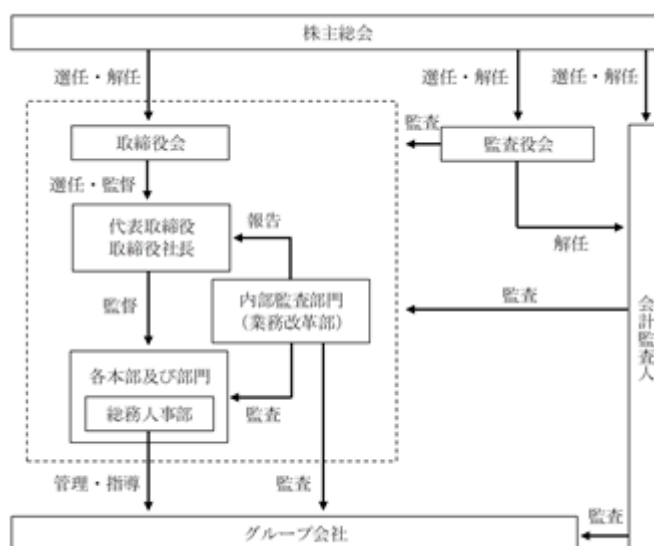 株主総会
選任・解任
選任・解任
選任・解任
取締役会
監査
監査役会
選任・監督
代表取締役
取締役社長
報告
解任
監督
内部監査部門
(業務改革部)
監査
会計監査人
各本部及び部門
総務人事部
監査
管理・指導
監査
監査
グループ会社